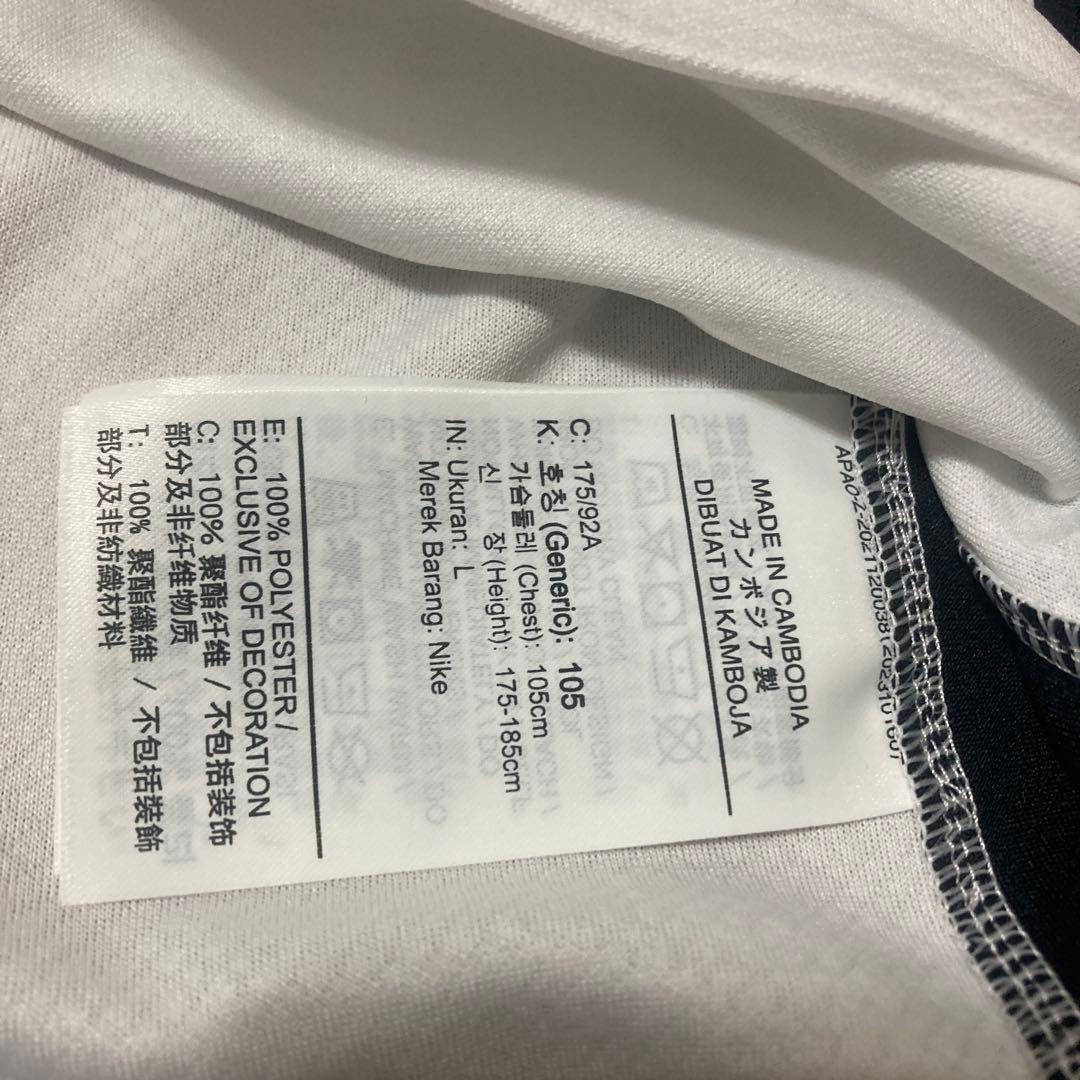 APA02-2021120038(2023101607
MADE IN CAMBODIA
カンボジア製
DIBUAT DI KAMBOJA
C: 175/92A
K: 호칭 (Generic): 105
가슴둘레 (Chest): 105cm
신 장 (Height): 175-185cm
IN: Ukuran: L
Merek Barang: Nike
E: 100% POLYESTER /
EXCLUSIVE OF DECORATION
C: 100% 聚酯纤维 / 不包括装饰
部分及非纤维物质
T: 100% 聚酯纖維 / 不包括裝飾
部分及非紡織材料